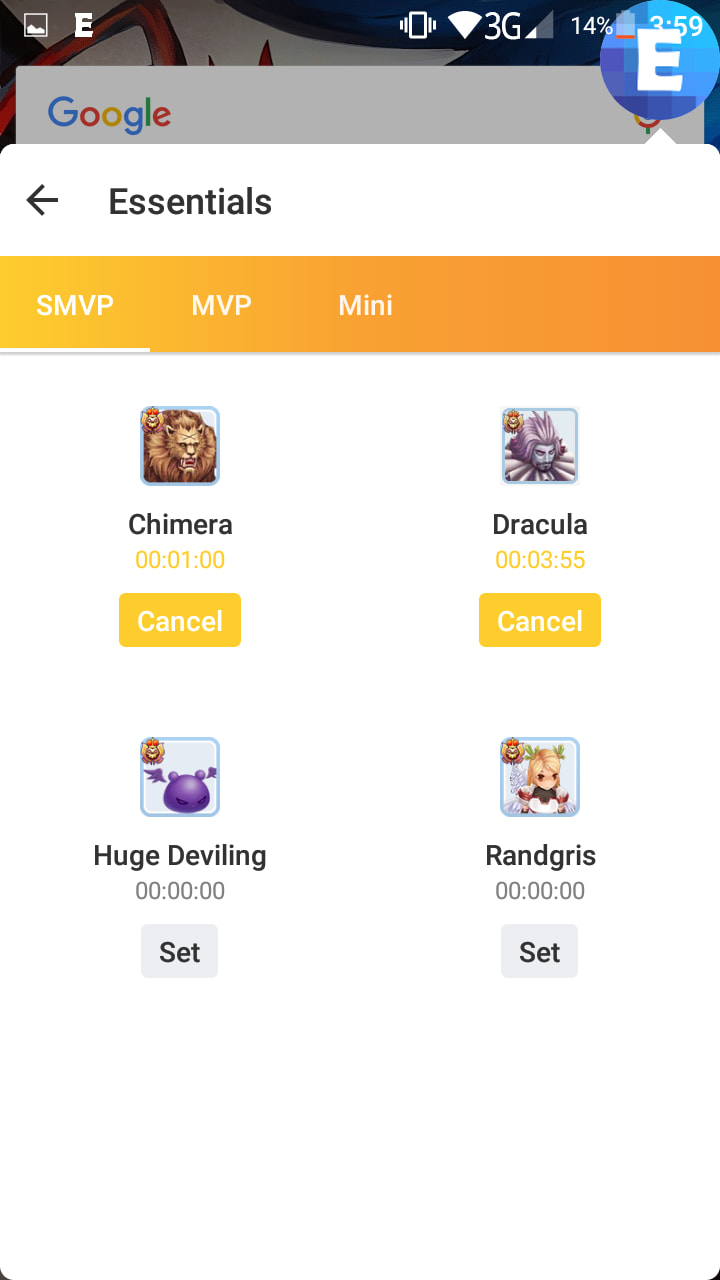 E
3G
14%
3:59
E
Google
Essentials
SMVP
MVP
Mini
Chimera
Dracula
00:01:00
00:03:55
Cancel
Cancel
Huge Deviling
Randgris
00:00:00
00:00:00
Set
Set